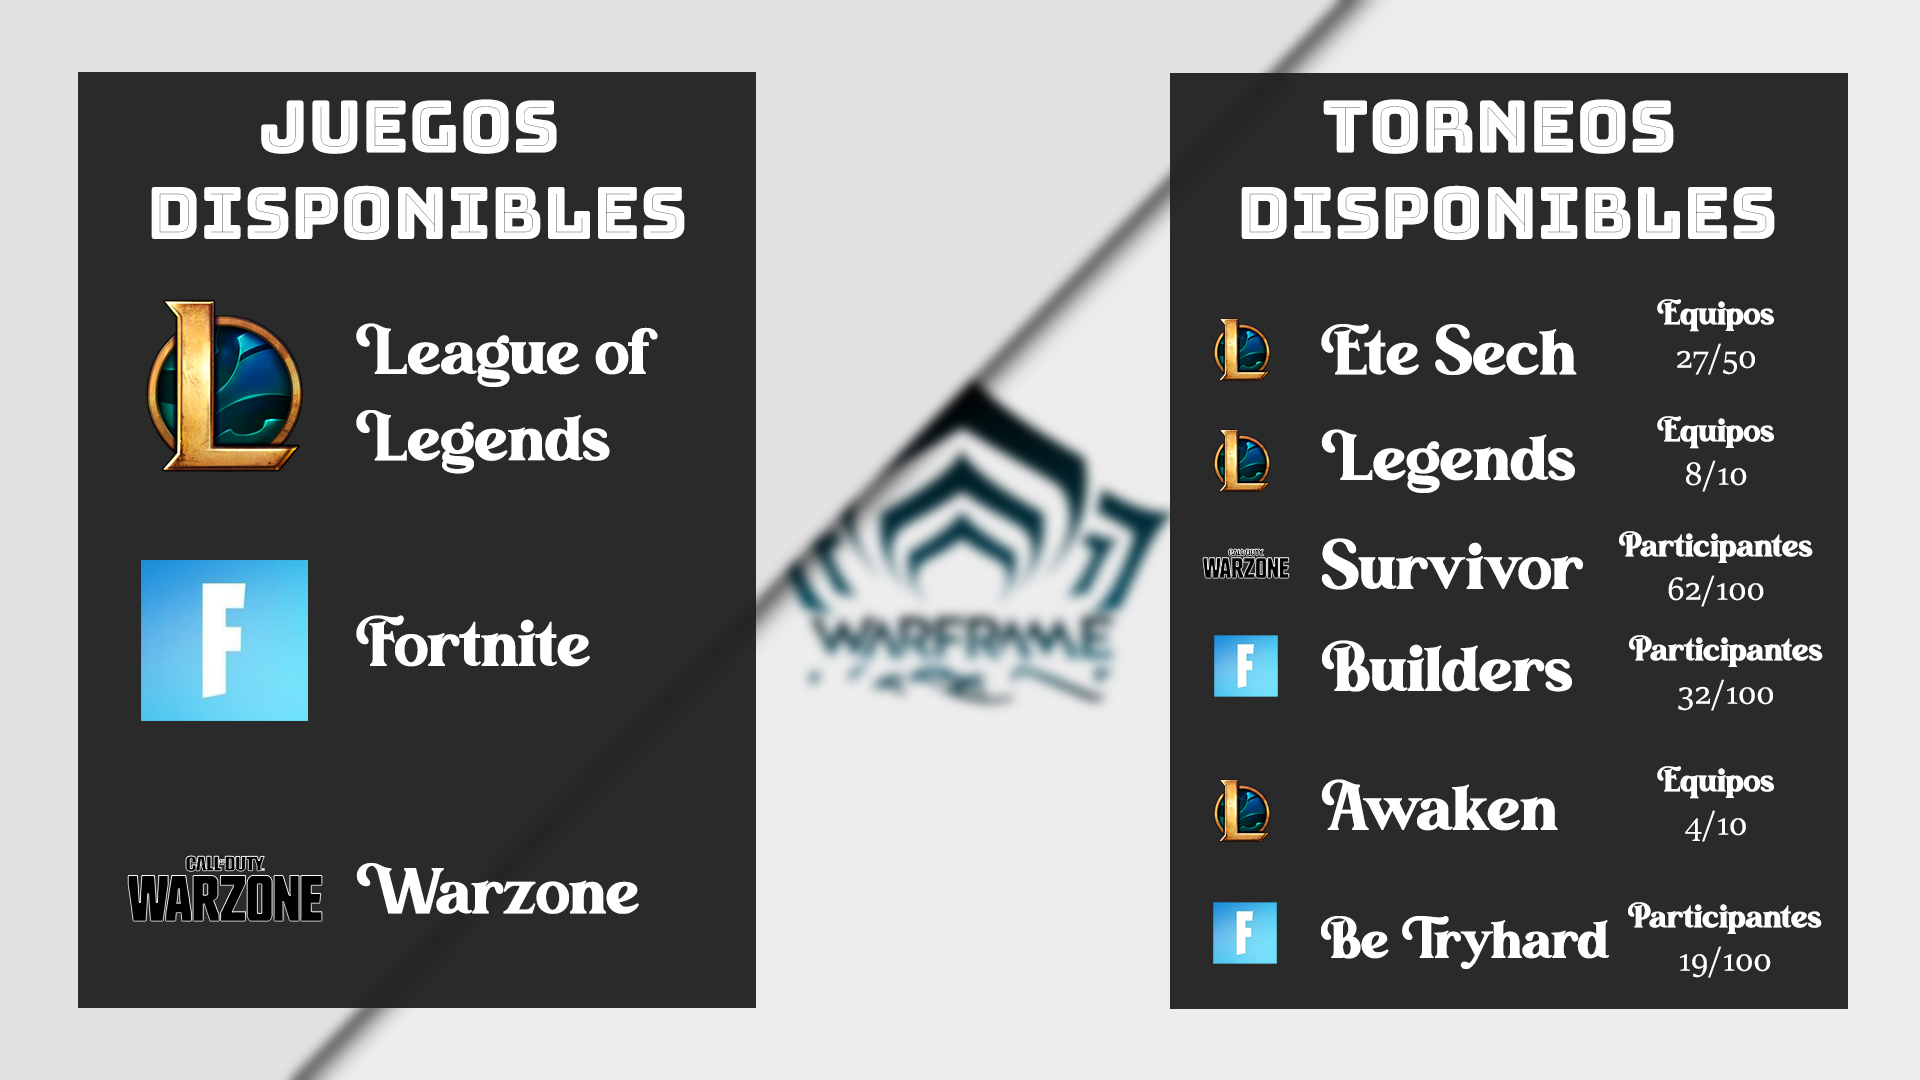 JUEGOS
DISPONIBLES
League of
Legends
Fortnite
CALL OF DUTY
WARZONE
Warzone
WARFRAME
TORNEOS
DISPONIBLES
Ete Sech
Equipos
27/50
Legends
Equipos
8/10
CALL OF DUTY
WARZONE
Survivor
Participantes
62/100
F
Builders
Participantes
32/100
Awaken
Equipos
4/10
F
Be Tryhard
Participantes
19/100